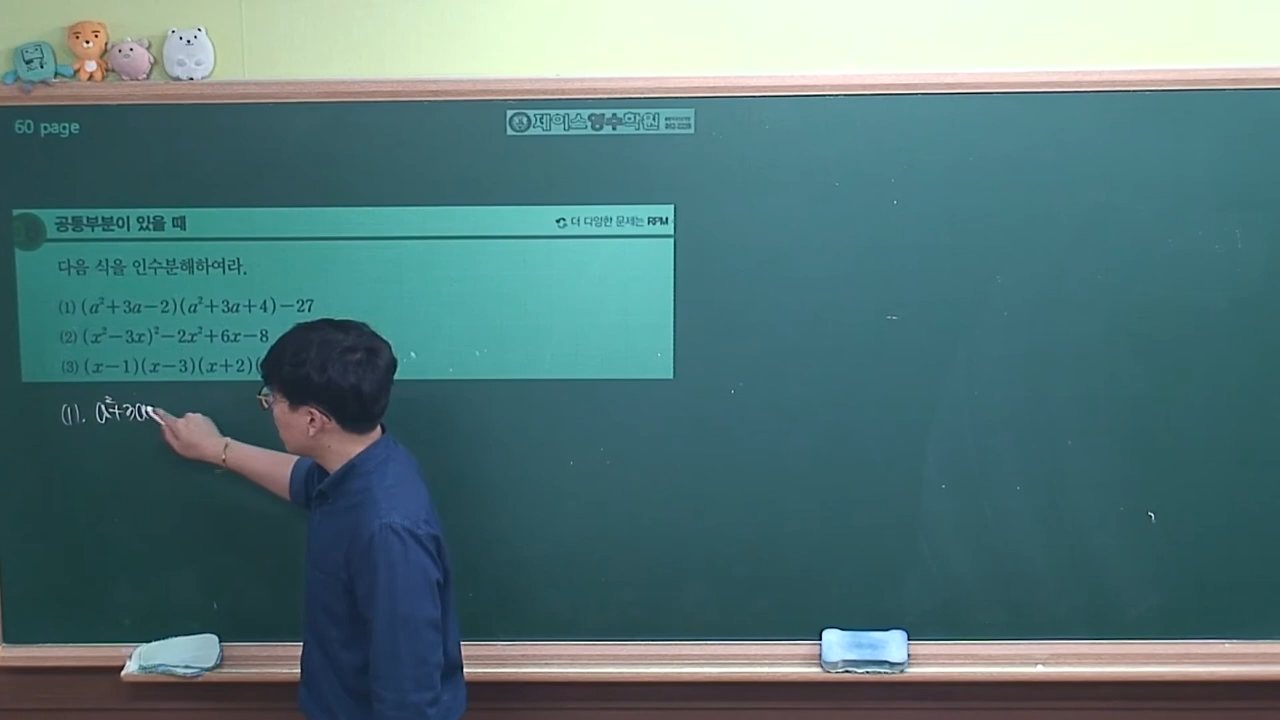 60 page
제이스영수학원
공통부분이 있을 때
더 다양한 문제는 RPM
다음 식을 인수분해하여라.
(1) (a²+3a−2)(a²+3a+4)−27
(2) (x²−3x)²−2x²+6x−8
(3) (x−1)(x−3)(x+2)(
(1). a²+3a